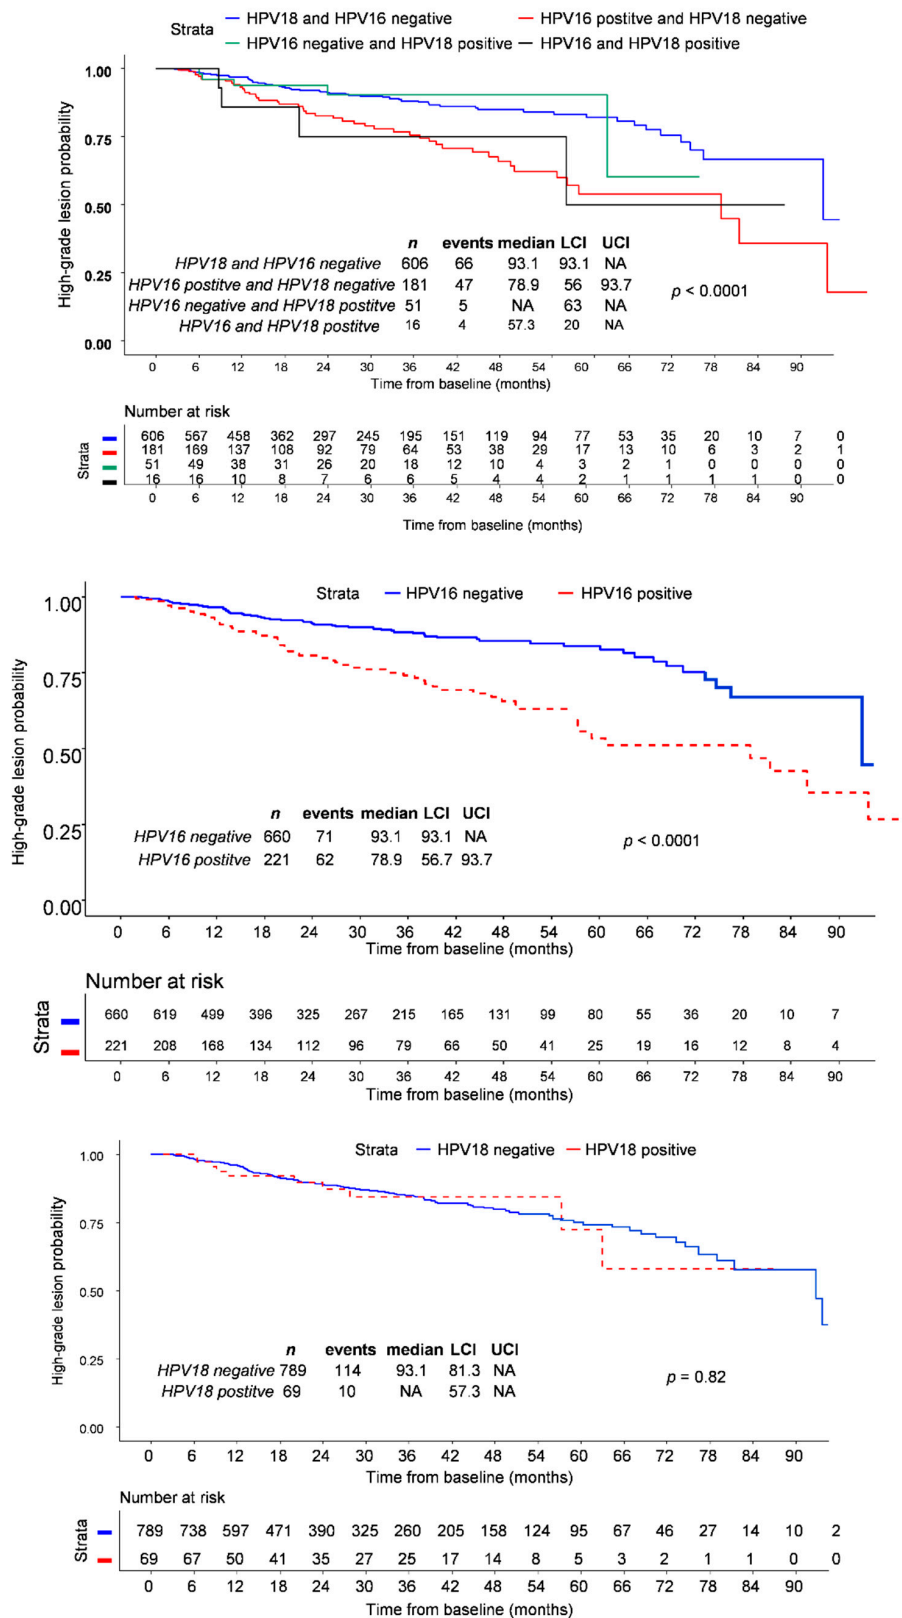 Strata
HPV18 and HPV16 negative
HPV16 positve and HPV18 negative
HPV16 negative and HPV18 positive
HPV16 and HPV18 positive
High-grade lesion probability
1.00
0.75
0.50
0.25
0.00
n events median LCI UCI
HPV18 and HPV16 negative 606 66 93.1 93.1 NA
HPV16 positve and HPV18 negative 181 47 78.9 56 93.7
HPV16 negative and HPV18 positive 51 5 NA 63 NA
HPV16 and HPV18 postitve 16 4 57.3 20 NA
p < 0.0001
0 6 12 18 24 30 36 42 48 54 60 66 72 78 84 90
Time from baseline (months)
Number at risk
Strata
606 567 458 362 297 245 195 151 119 94 77 53 35 20 10 7 0
181 169 137 108 92 79 64 53 38 29 17 13 10 6 3 2 1
51 49 38 31 26 20 18 12 10 4 3 2 1 0 0 0 0
16 16 10 8 7 6 6 5 4 4 2 1 1 1 1 0 0
0 6 12 18 24 30 36 42 48 54 60 66 72 78 84 90
Time from baseline (months)
Strata HPV16 negative HPV16 positive
High-grade lesion probability
1.00
0.75
0.50
0.25
0.00
n events median LCI UCI
HPV16 negative 660 71 93.1 93.1 NA
HPV16 postitve 221 62 78.9 56.7 93.7
p < 0.0001
0 6 12 18 24 30 36 42 48 54 60 66 72 78 84 90
Time from baseline (months)
Number at risk
Strata
660 619 499 396 325 267 215 165 131 99 80 55 36 20 10 7
221 208 168 134 112 96 79 66 50 41 25 19 16 12 8 4
0 6 12 18 24 30 36 42 48 54 60 66 72 78 84 90
Time from baseline (months)
Strata HPV18 negative HPV18 positive
High-grade lesion probability
1.00
0.75
0.50
0.25
0.00
n events median LCI UCI
HPV18 negative 789 114 93.1 81.3 NA
HPV18 postitve 69 10 NA 57.3 NA
p = 0.82
0 6 12 18 24 30 36 42 48 54 60 66 72 78 84 90
Time from baseline (months)
Number at risk
Strata
789 738 597 471 390 325 260 205 158 124 95 67 46 27 14 10 2
69 67 50 41 35 27 25 17 14 8 5 3 2 1 1 0 0
0 6 12 18 24 30 36 42 48 54 60 66 72 78 84 90
Time from baseline (months)